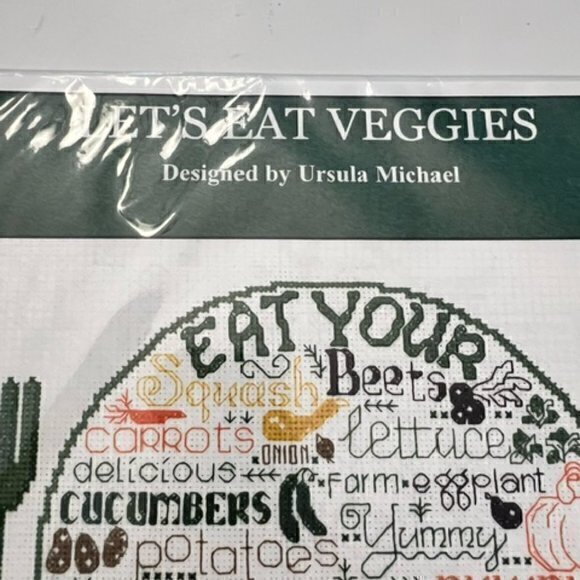 LET'S EAT VEGGIES
Designed by Ursula Michael
EAT YOUR
Squash Beets
carrots ONION lettuce
delicious farm eggplant
CUCUMBERS Yummy
potatoes